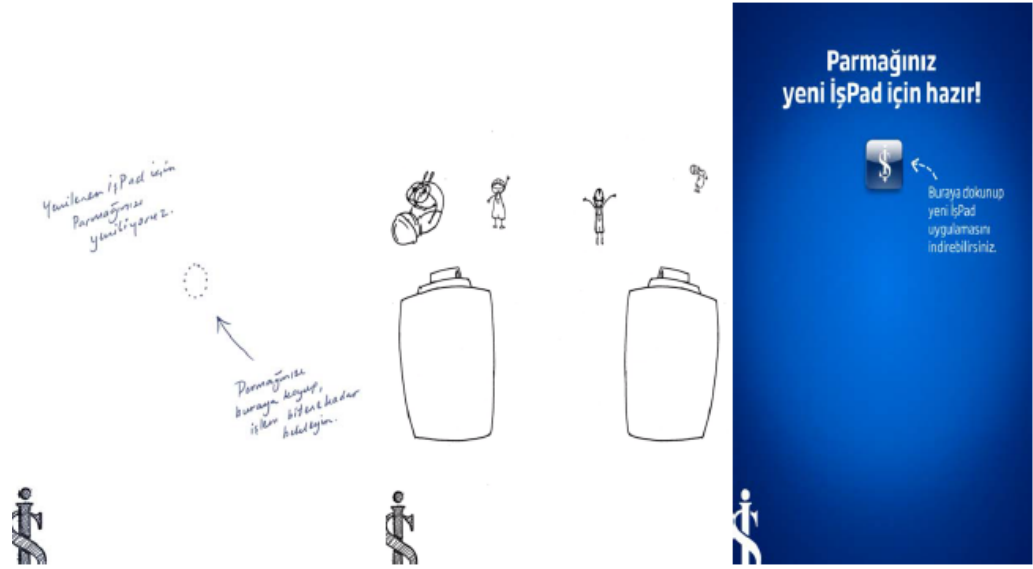 Yenilenen İşPad için
Parmağınızı
yeniliyoruz.
Parmağınızı
buraya koyup,
işlem bitene kadar
bekleyin.
Parmağınız
yeni İşPad için hazır!
Buraya dokunup
yeni İşPad
uygulamasını
indirebilirsiniz.